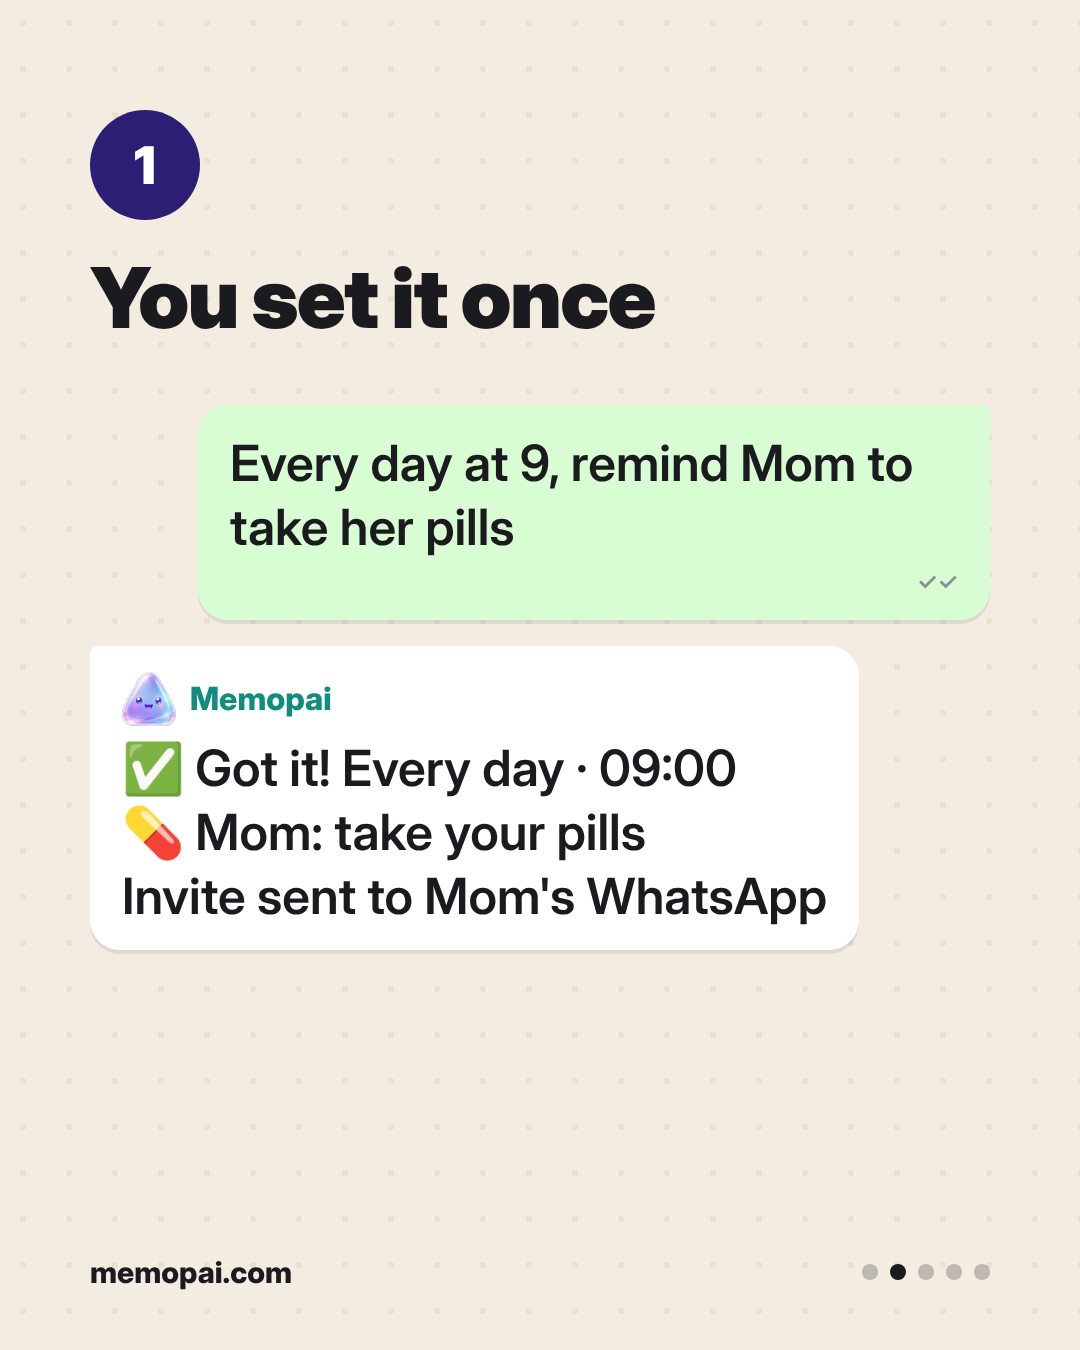 1
You set it once
Every day at 9, remind Mom to
take her pills
Memopai
✅ Got it! Every day · 09:00
💊 Mom: take your pills
Invite sent to Mom's WhatsApp
memopai.com